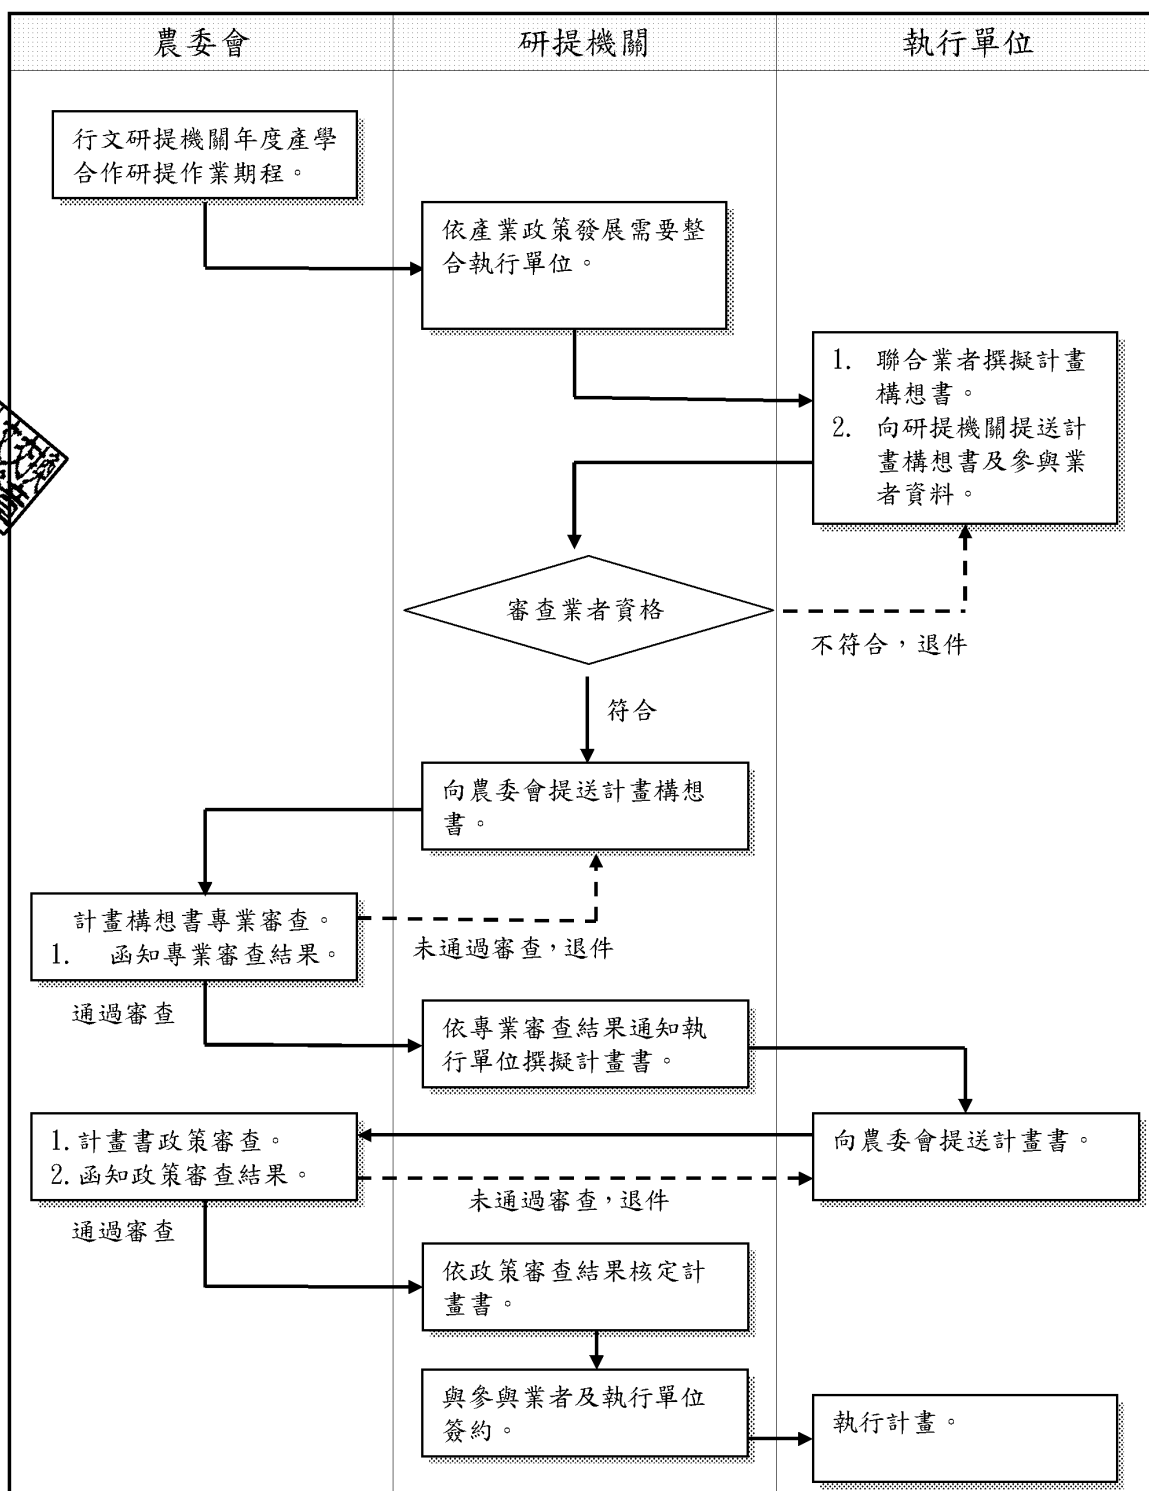 農委會
研提機關
執行單位
行文研提機關年度產學
合作研提作業期程。
依產業政策發展需要整
合執行單位。
1. 聯合業者撰擬計畫
構想書。
2. 向研提機關提送計
畫構想書及參與業
者資料。
審查業者資格
不符合，退件
符合
向農委會提送計畫構想
書。
計畫構想書專業審查。
1. 函知專業審查結果。
未通過審查，退件
通過審查
依專業審查結果通知執
行單位撰擬計畫書。
向農委會提送計畫書。
1.計畫書政策審查。
2.函知政策審查結果。
未通過審查，退件
通過審查
依政策審查結果核定計
畫書。
與參與業者及執行單位
簽約。
執行計畫。